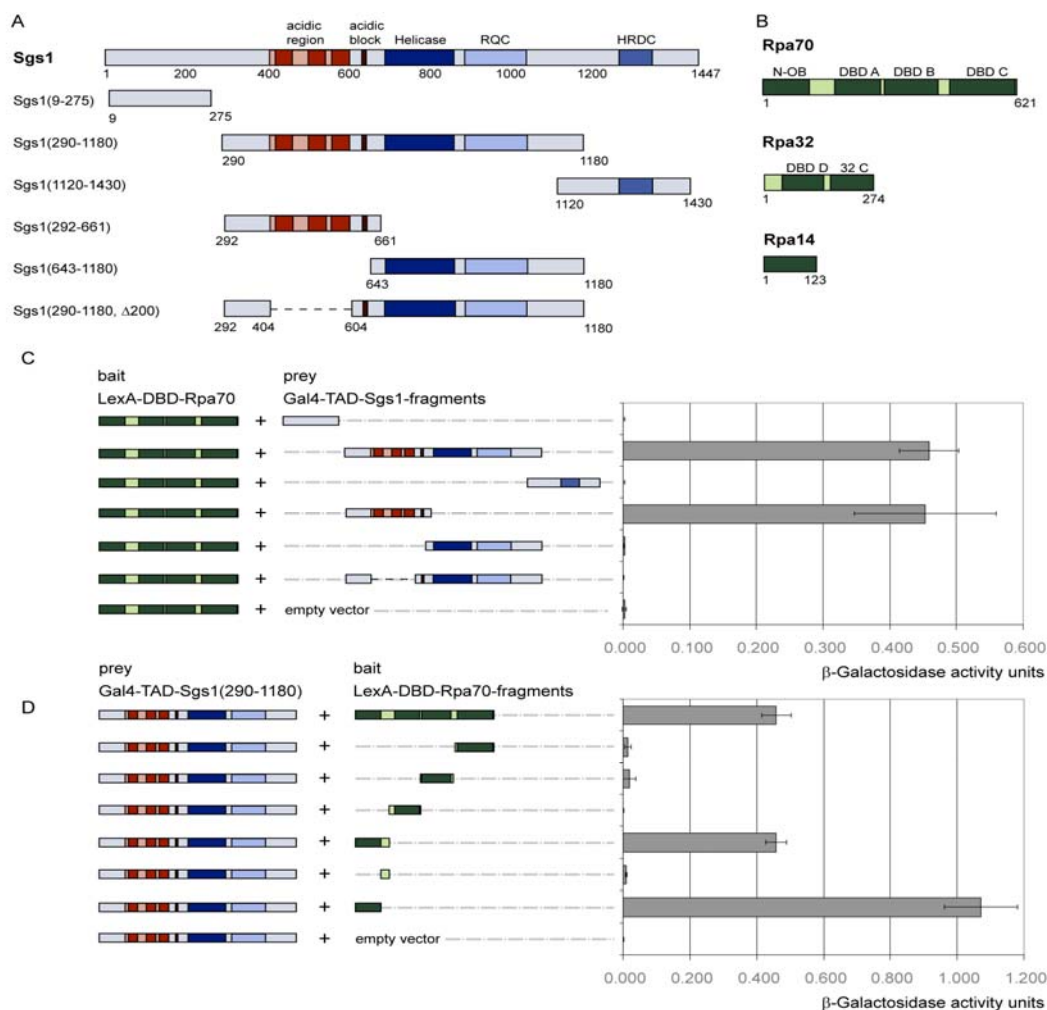 A
acidic region
acidic block
Helicase
RQC
HRDC
Sgs1
1 200 400 600 800 1000 1200 1447
Sgs1(9-275)
9 275
Sgs1(290-1180)
290 1180
Sgs1(1120-1430)
1120 1430
Sgs1(292-661)
292 661
Sgs1(643-1180)
643 1180
Sgs1(290-1180, Δ200)
292 404 604 1180
B
Rpa70
N-OB DBD A DBD B DBD C
1 621
Rpa32
DBD D 32 C
1 274
Rpa14
1 123
C
bait
LexA-DBD-Rpa70
prey
Gal4-TAD-Sgs1-fragments
+
+
+
+
+
+
+ empty vector
0.000 0.100 0.200 0.300 0.400 0.500 0.600
β-Galactosidase activity units
D
prey
Gal4-TAD-Sgs1(290-1180)
bait
LexA-DBD-Rpa70-fragments
+
+
+
+
+
+
+
+ empty vector
0.000 0.200 0.400 0.600 0.800 1.000 1.200
β-Galactosidase activity units